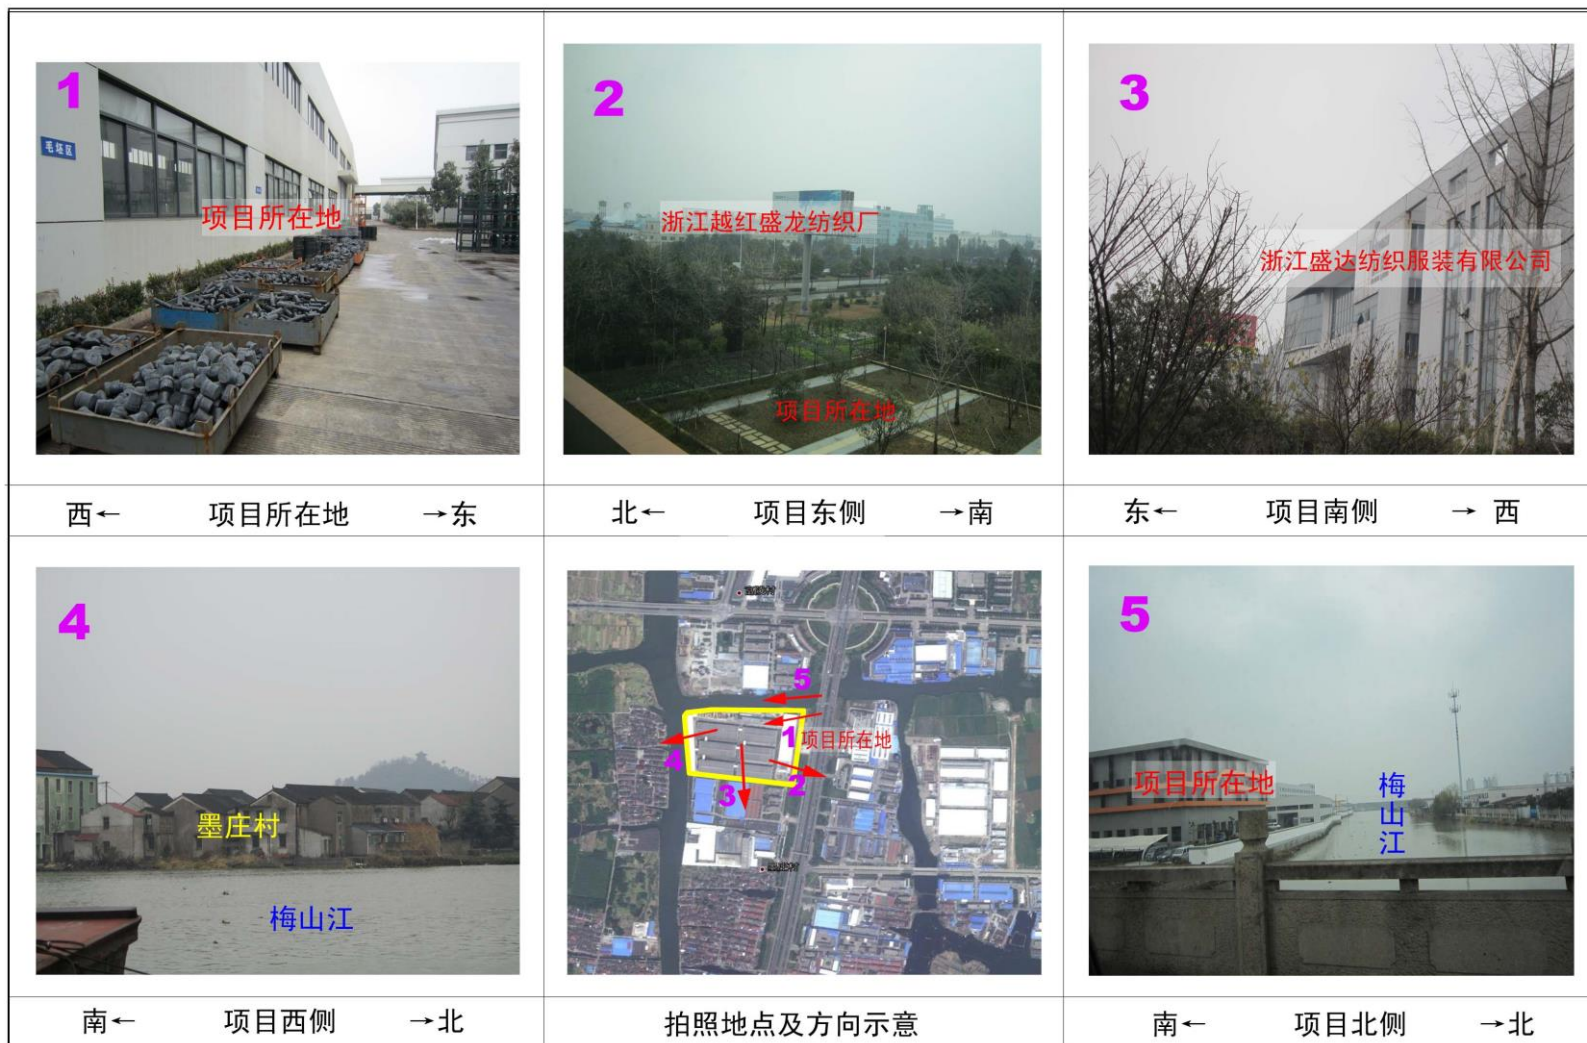 1
毛坯区
项目所在地
2
浙江越红盛龙纺织厂
项目所在地
3
浙江盛达纺织服装有限公司
西← 项目所在地 →东
北← 项目东侧 →南
东← 项目南侧 → 西
4
墨庄村
梅山江
5
1 项目所在地
4
2
3
5
项目所在地
梅山江
南← 项目西侧 →北
拍照地点及方向示意
南← 项目北侧 →北